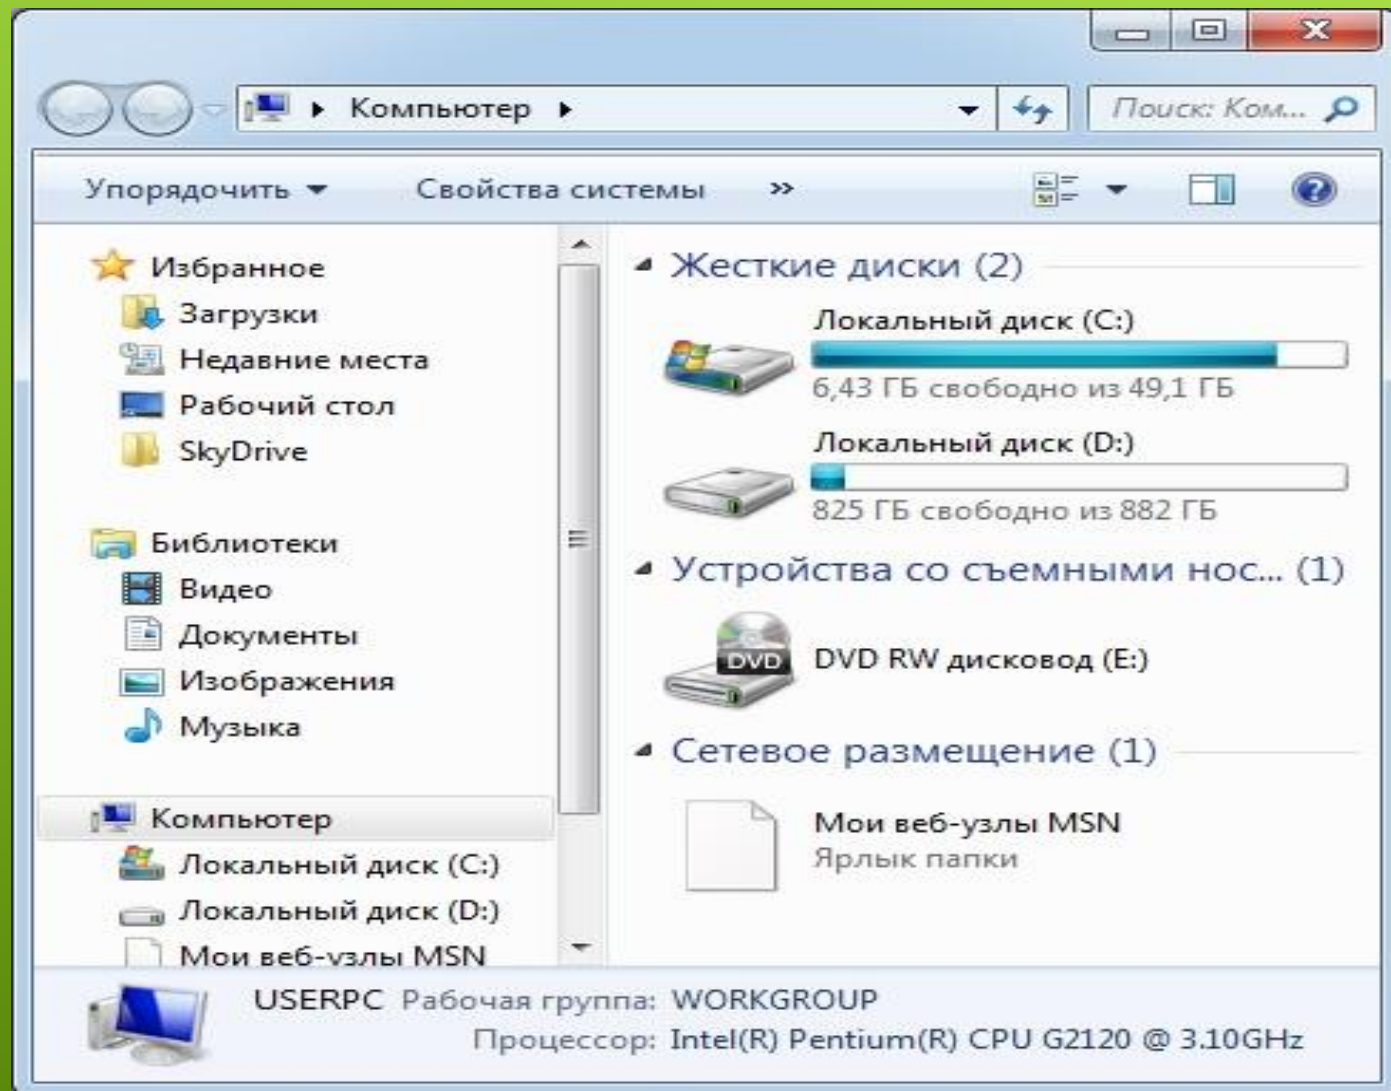 Компьютер
Поиск: Ком...
Упорядочить
Свойства системы
»
Избранное
Загрузки
Недавние места
Рабочий стол
SkyDrive
Библиотеки
Видео
Документы
Изображения
Музыка
Компьютер
Локальный диск (C:)
Локальный диск (D:)
Мои веб-узлы MSN
Жесткие диски (2)
Локальный диск (C:)
6,43 ГБ свободно из 49,1 ГБ
Локальный диск (D:)
825 ГБ свободно из 882 ГБ
Устройства со съемными нос... (1)
DVD
DVD RW дисковод (E:)
Сетевое размещение (1)
Мои веб-узлы MSN
Ярлык папки
USERPC Рабочая группа: WORKGROUP
Процессор: Intel(R) Pentium(R) CPU G2120 @ 3.10GHz